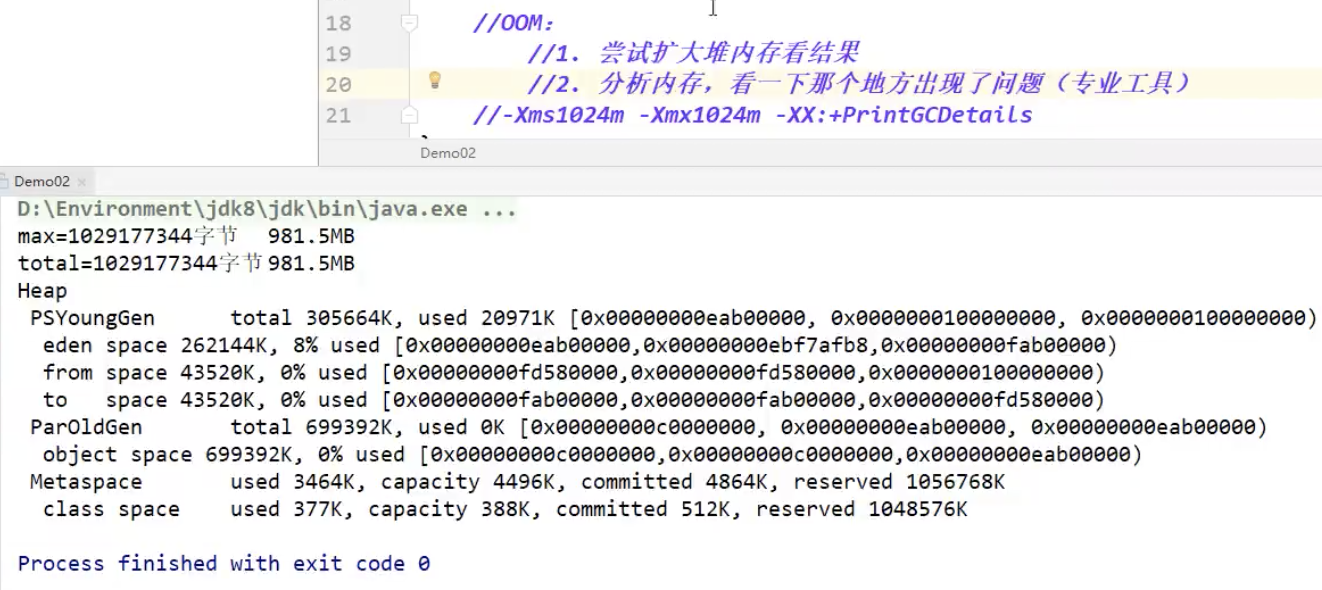 18 //OOM:
19 //1. 尝试扩大堆内存看结果
20 //2. 分析内存，看一下那个地方出现了问题（专业工具）
21 //-Xms1024m -Xmx1024m -XX:+PrintGCDetails
Demo02
Demo02
D:\Environment\jdk8\jdk\bin\java.exe ...
max=1029177344字节 981.5MB
total=1029177344字节 981.5MB
Heap
PSYoungGen total 305664K, used 20971K [0x00000000eab00000, 0x0000000100000000, 0x0000000100000000)
eden space 262144K, 8% used [0x00000000eab00000,0x00000000ebf7afb8,0x00000000fab00000)
from space 43520K, 0% used [0x00000000fd580000,0x00000000fd580000,0x0000000100000000)
to space 43520K, 0% used [0x00000000fab00000,0x00000000fab00000,0x00000000fd580000)
ParOldGen total 699392K, used 0K [0x00000000c0000000, 0x00000000eab00000, 0x00000000eab00000)
object space 699392K, 0% used [0x00000000c0000000,0x00000000c0000000,0x00000000eab00000)
Metaspace used 3464K, capacity 4496K, committed 4864K, reserved 1056768K
class space used 377K, capacity 388K, committed 512K, reserved 1048576K
Process finished with exit code 0